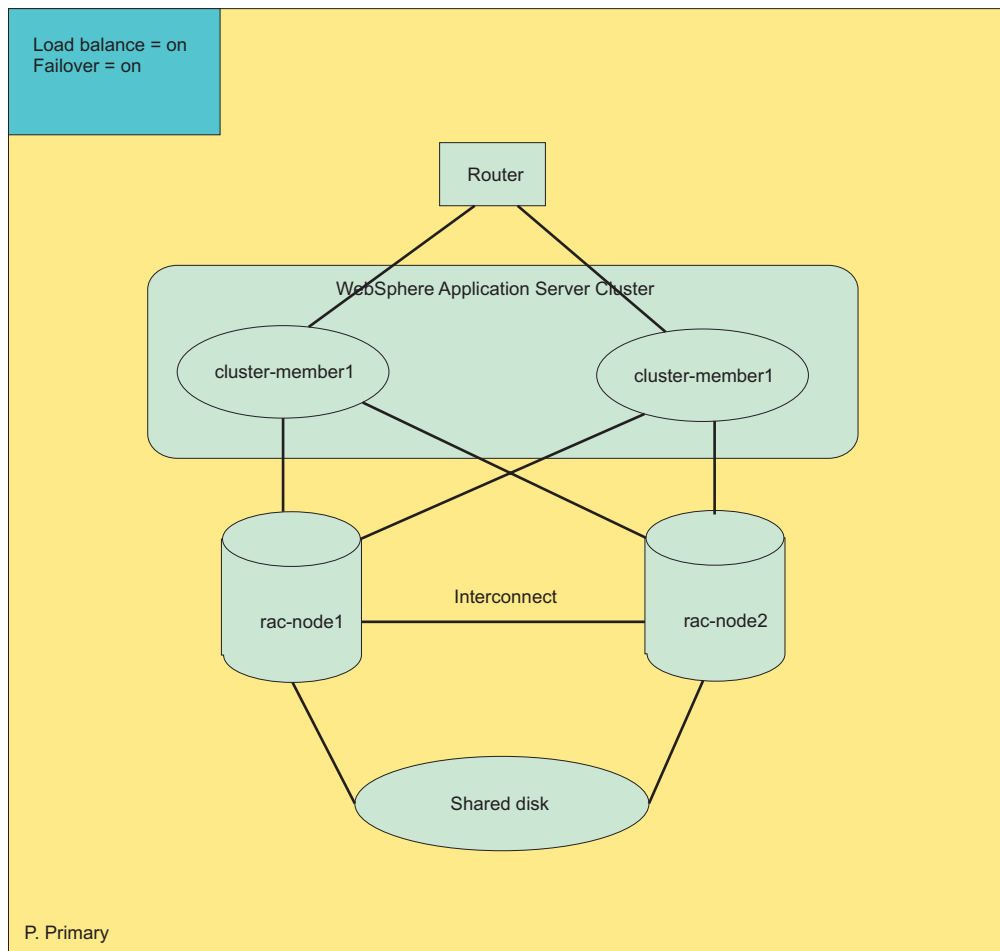 Load balance = on
Failover = on
Router
WebSphere Application Server Cluster
cluster-member1
cluster-member1
Interconnect
rac-node1
rac-node2
Shared disk
P. Primary